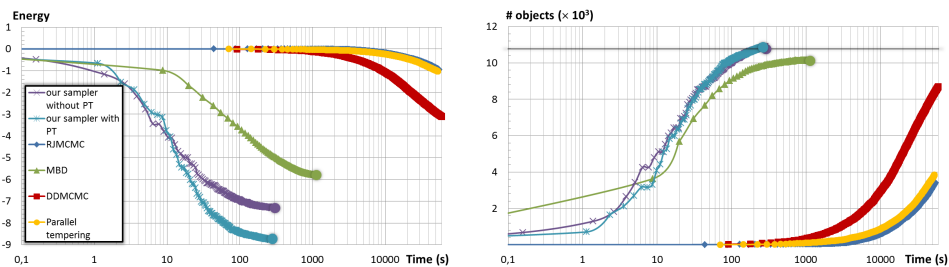 Energy
1
0
-1
-2
-3
-4
-5
-6
-7
-8
-9
our sampler
without PT
our sampler with
PT
RJMCMC
MBD
DDMCMC
Parallel
tempering
0,1 1 10 100 1000 10000 Time (s)
# objects (× 10³)
12
10
8
6
4
2
0,1 1 10 100 1000 10000 Time (s)